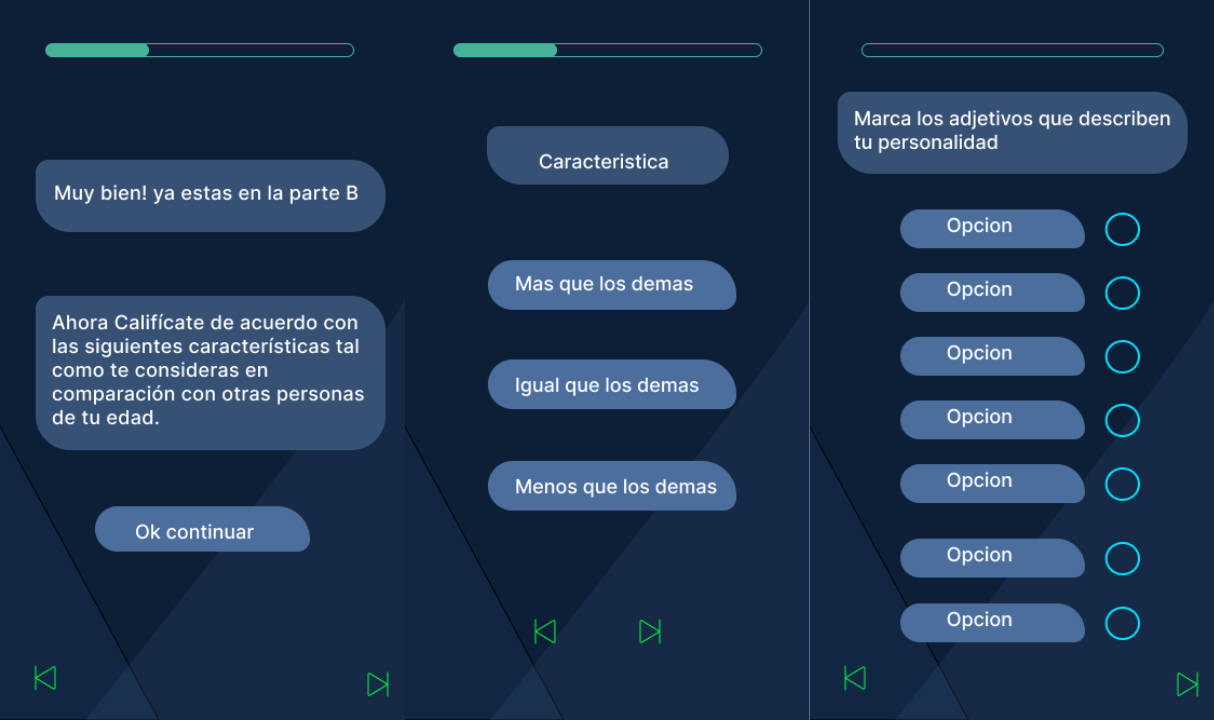 Muy bien! ya estas en la parte B
Ahora Califícate de acuerdo con
las siguientes características tal
como te consideras en
comparación con otras personas
de tu edad.
Ok continuar
Caracteristica
Mas que los demas
Igual que los demas
Menos que los demas
Marca los adjetivos que describen
tu personalidad
Opcion
Opcion
Opcion
Opcion
Opcion
Opcion
Opcion